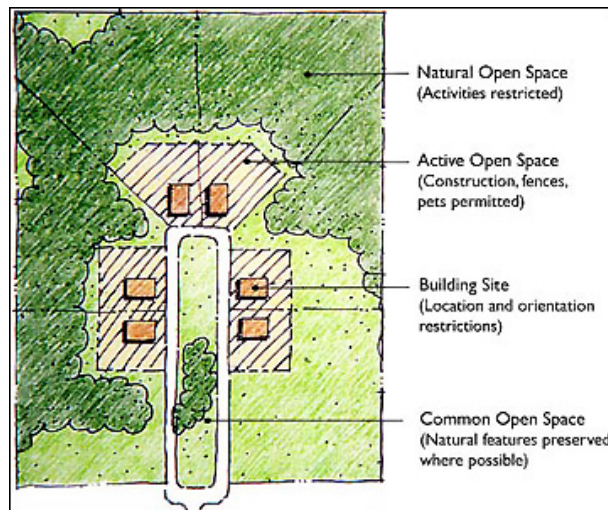 Natural Open Space
(Activities restricted)
Active Open Space
(Construction, fences,
pets permitted)
Building Site
(Location and orientation
restrictions)
Common Open Space
(Natural features preserved
where possible)